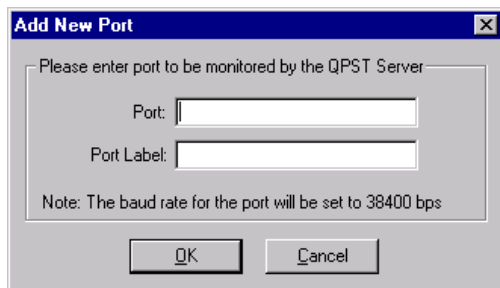 Add New Port
Please enter port to be monitored by the QPST Server
Port:
Port Label:
Note: The baud rate for the port will be set to 38400 bps
OK Cancel